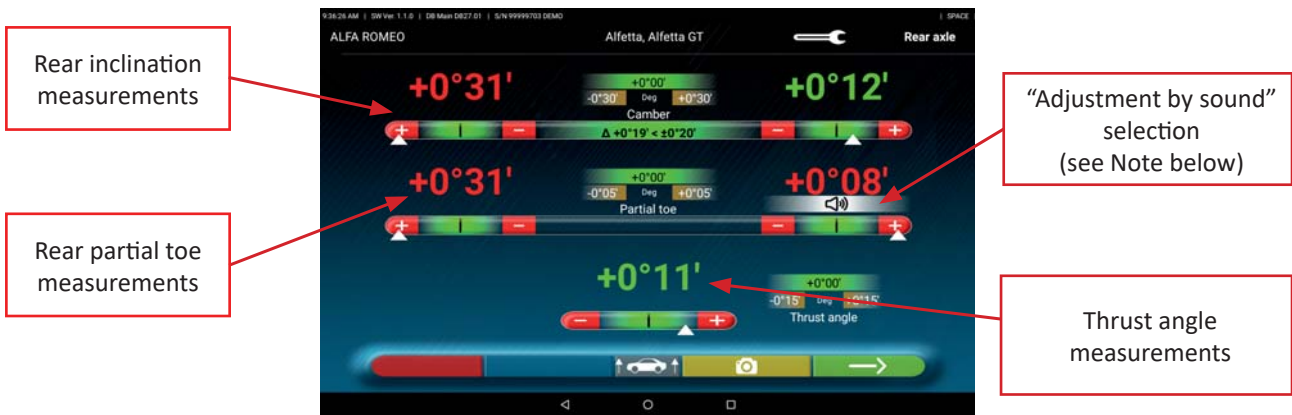 9:36:26 AM | SW Ver. 1.1.0 | DB Main DB27.01 | S/N 99999703 DEMO | SPACE
ALFA ROMEO Alfetta, Alfetta GT Rear axle
Rear inclination
measurements
+0°31' +0°00' +0°12'
-0°30' Deg +0°30'
Camber
+ - Δ +0°19' < ±0°20' - +
"Adjustment by sound"
selection
(see Note below)
+0°31' +0°00' +0°08'
-0°05' Deg +0°05'
Partial toe
+ - - +
Rear partial toe
measurements
+0°11' +0°00'
-0°15' Deg +0°15'
Thrust angle
- +
Thrust angle
measurements